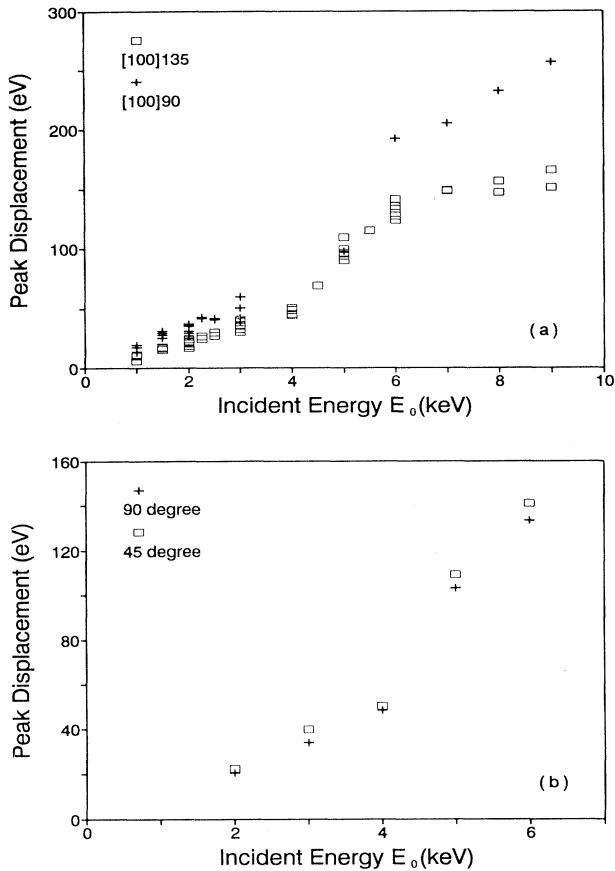 300
200
100
0
Peak Displacement (eV)
[100]135
[100]90
(a)
0 2 4 6 8 10
Incident Energy E₀(keV)
160
120
80
40
0
Peak Displacement (eV)
90 degree
45 degree
(b)
0 2 4 6
Incident Energy E₀(keV)